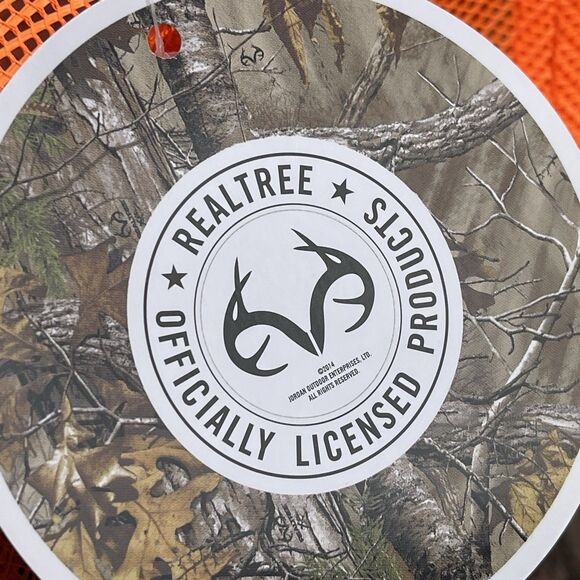 REALTREE ★ PRODUCTS
★ OFFICIALLY LICENSED
©2014
JORDAN OUTDOOR ENTERPRISES, LTD.
ALL RIGHTS RESERVED.